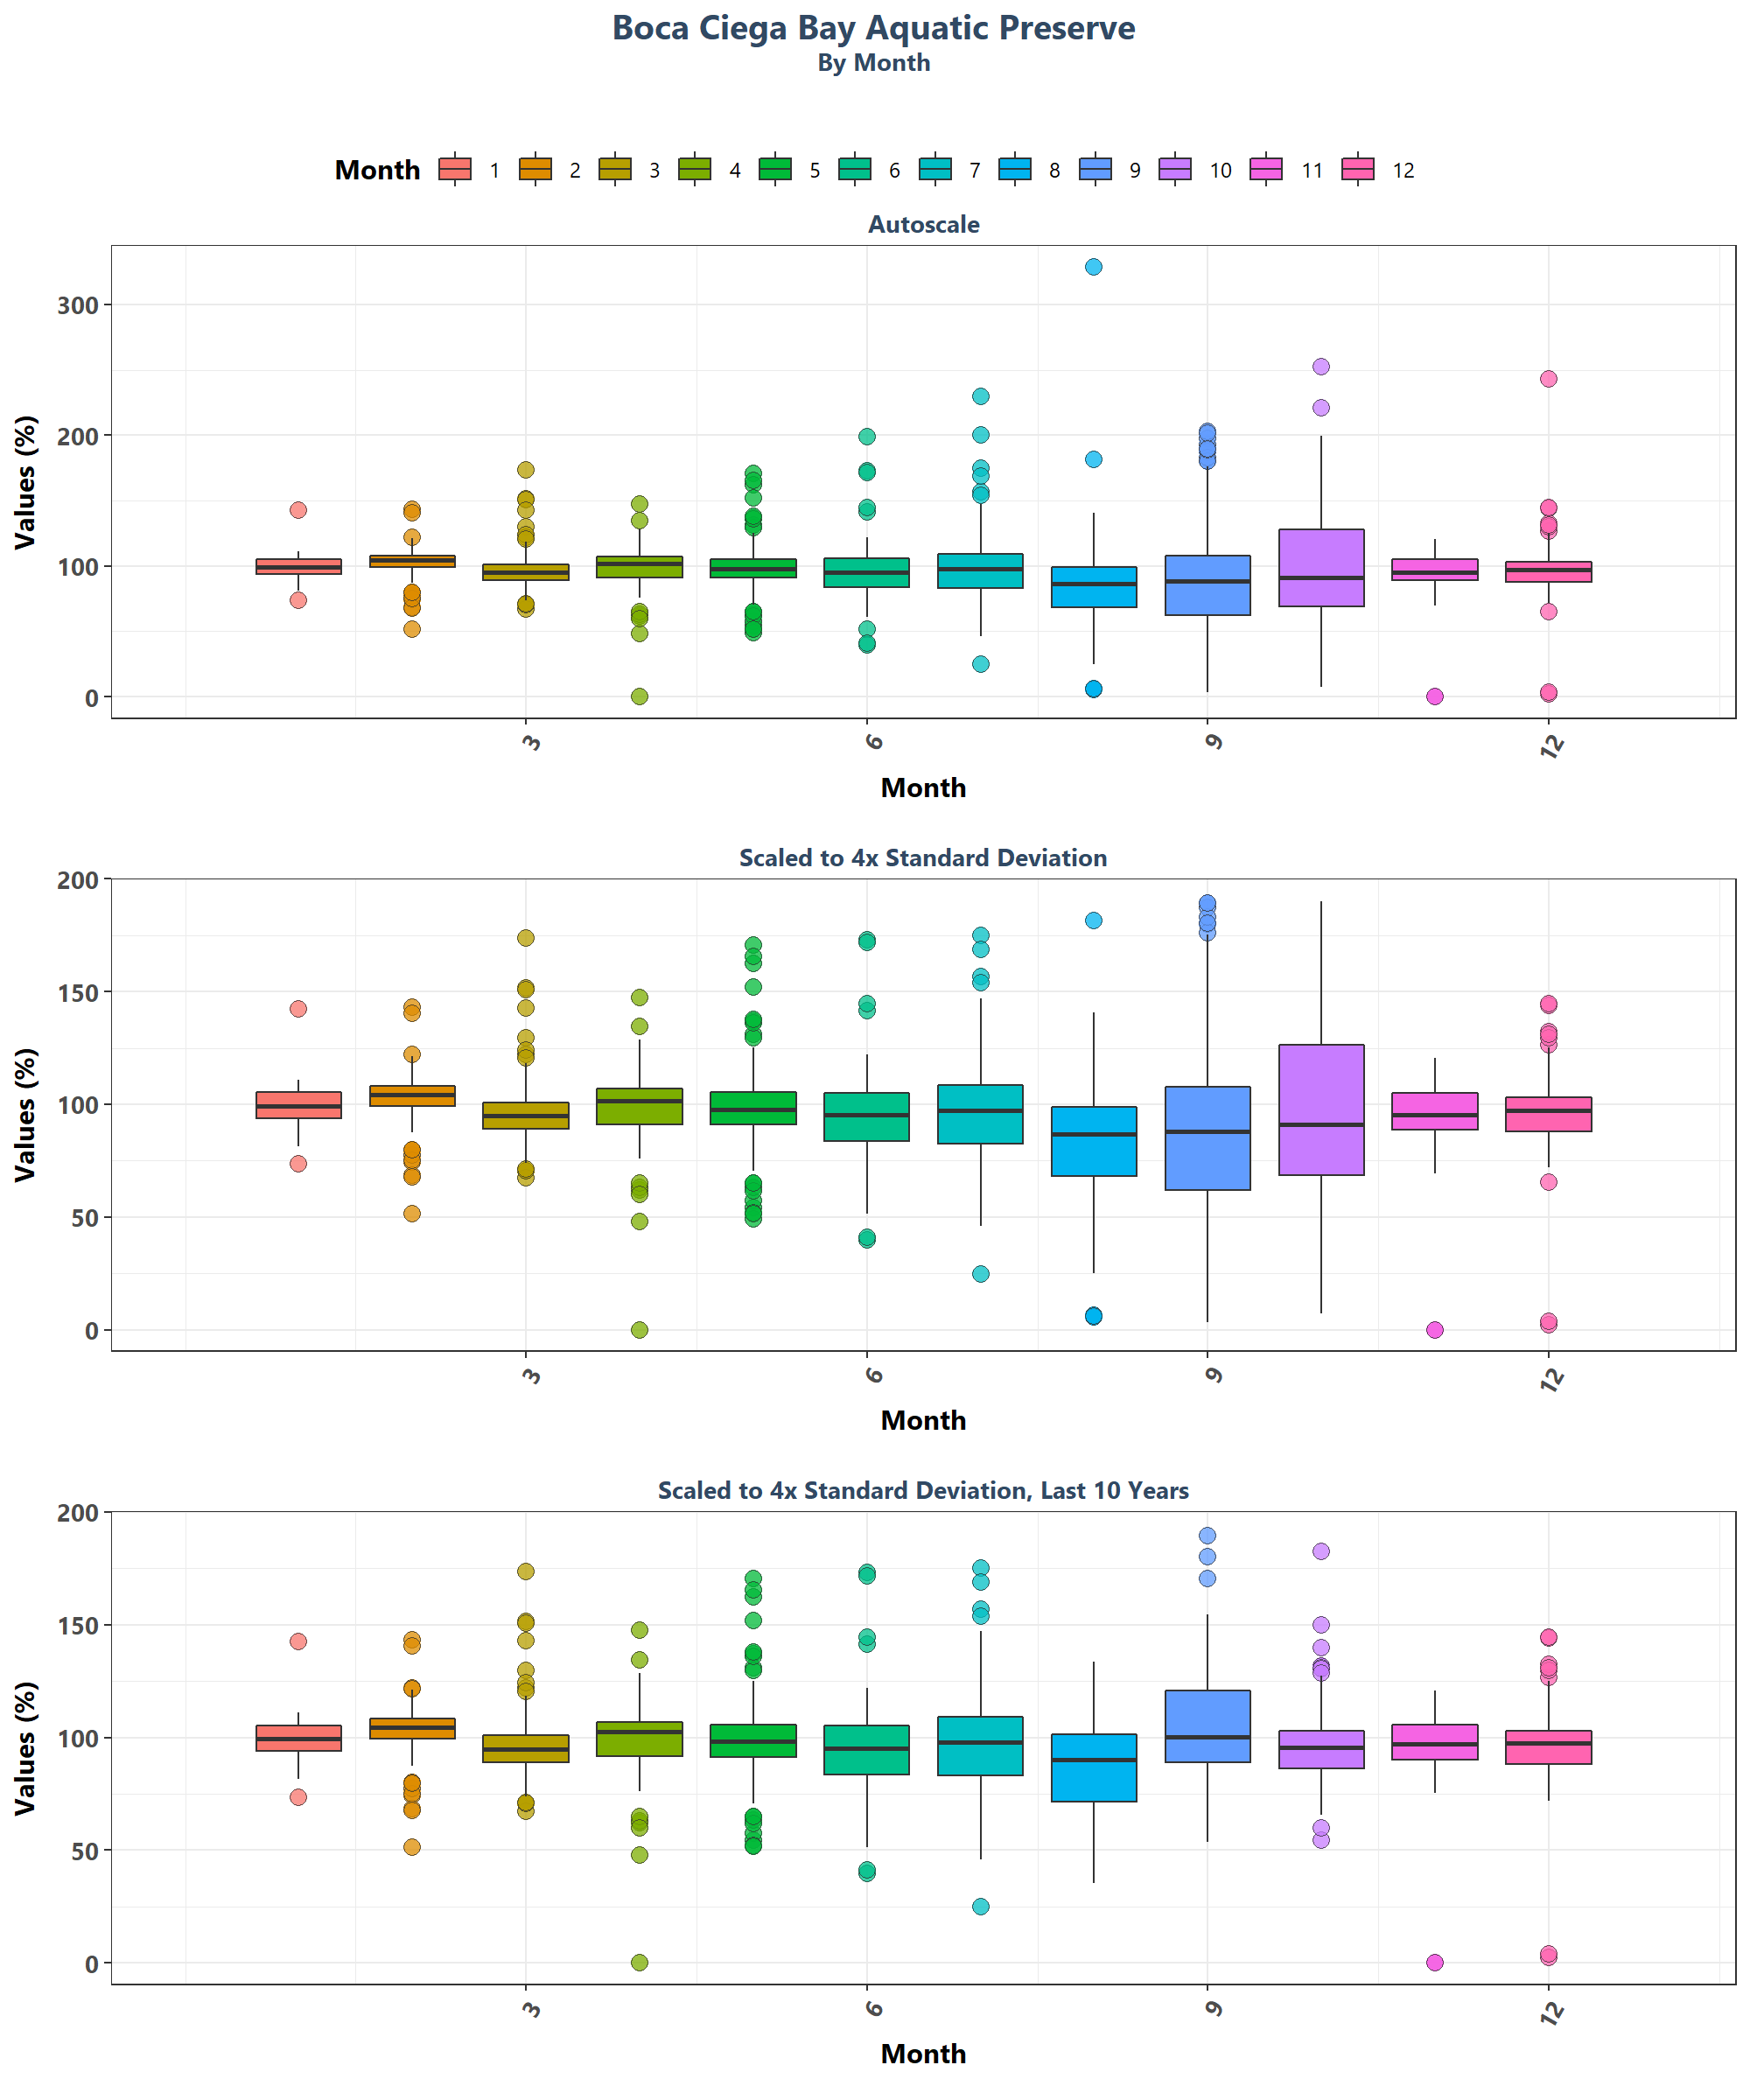 Boca Ciega Bay Aquatic Preserve
By Month
Month 1 2 3 4 5 6 7 8 9 10 11 12
Autoscale
Values (%)
300
200
100
0
3 6 9 12
Month
Scaled to 4x Standard Deviation
Values (%)
200
150
100
50
0
3 6 9 12
Month
Scaled to 4x Standard Deviation, Last 10 Years
Values (%)
200
150
100
50
0
3 6 9 12
Month